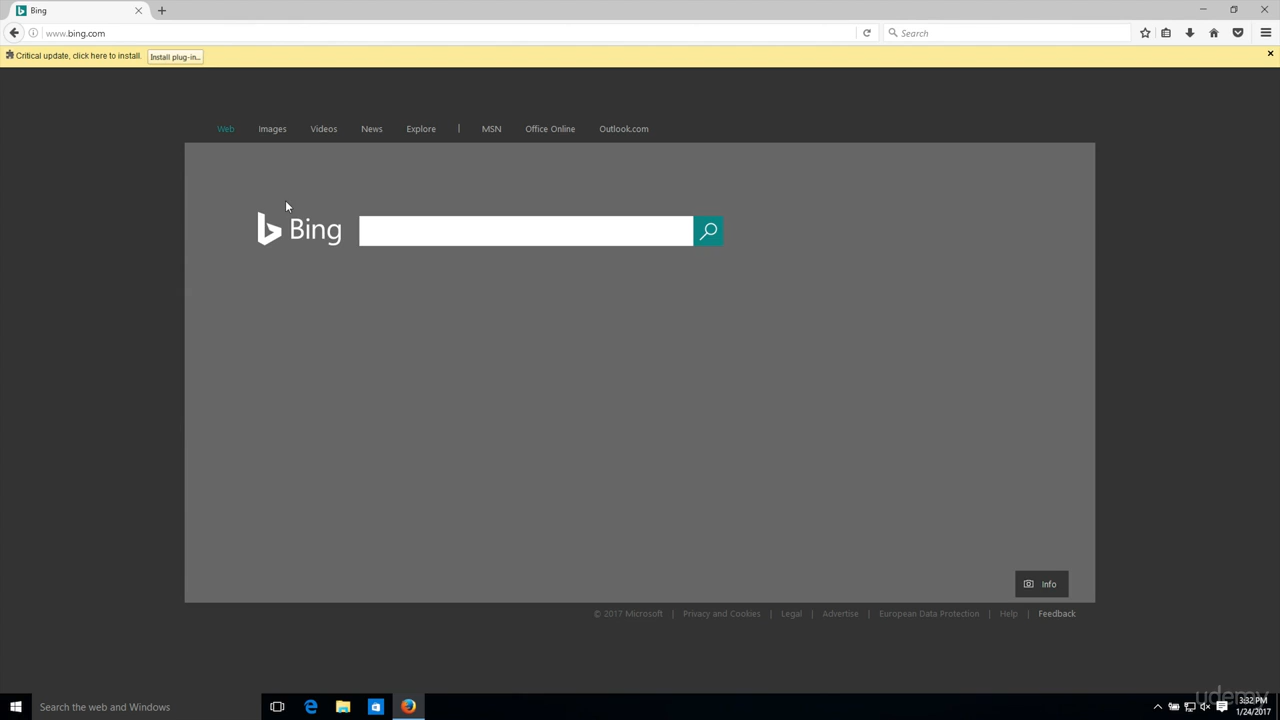 Bing
www.bing.com
Search
Critical update, click here to install.
Install plug-in...
Web Images Videos News Explore | MSN Office Online Outlook.com
Bing
Info
© 2017 Microsoft | Privacy and Cookies | Legal | Advertise | European Data Protection | Help | Feedback
Search the web and Windows
udemy
3:32 PM
1/24/2017